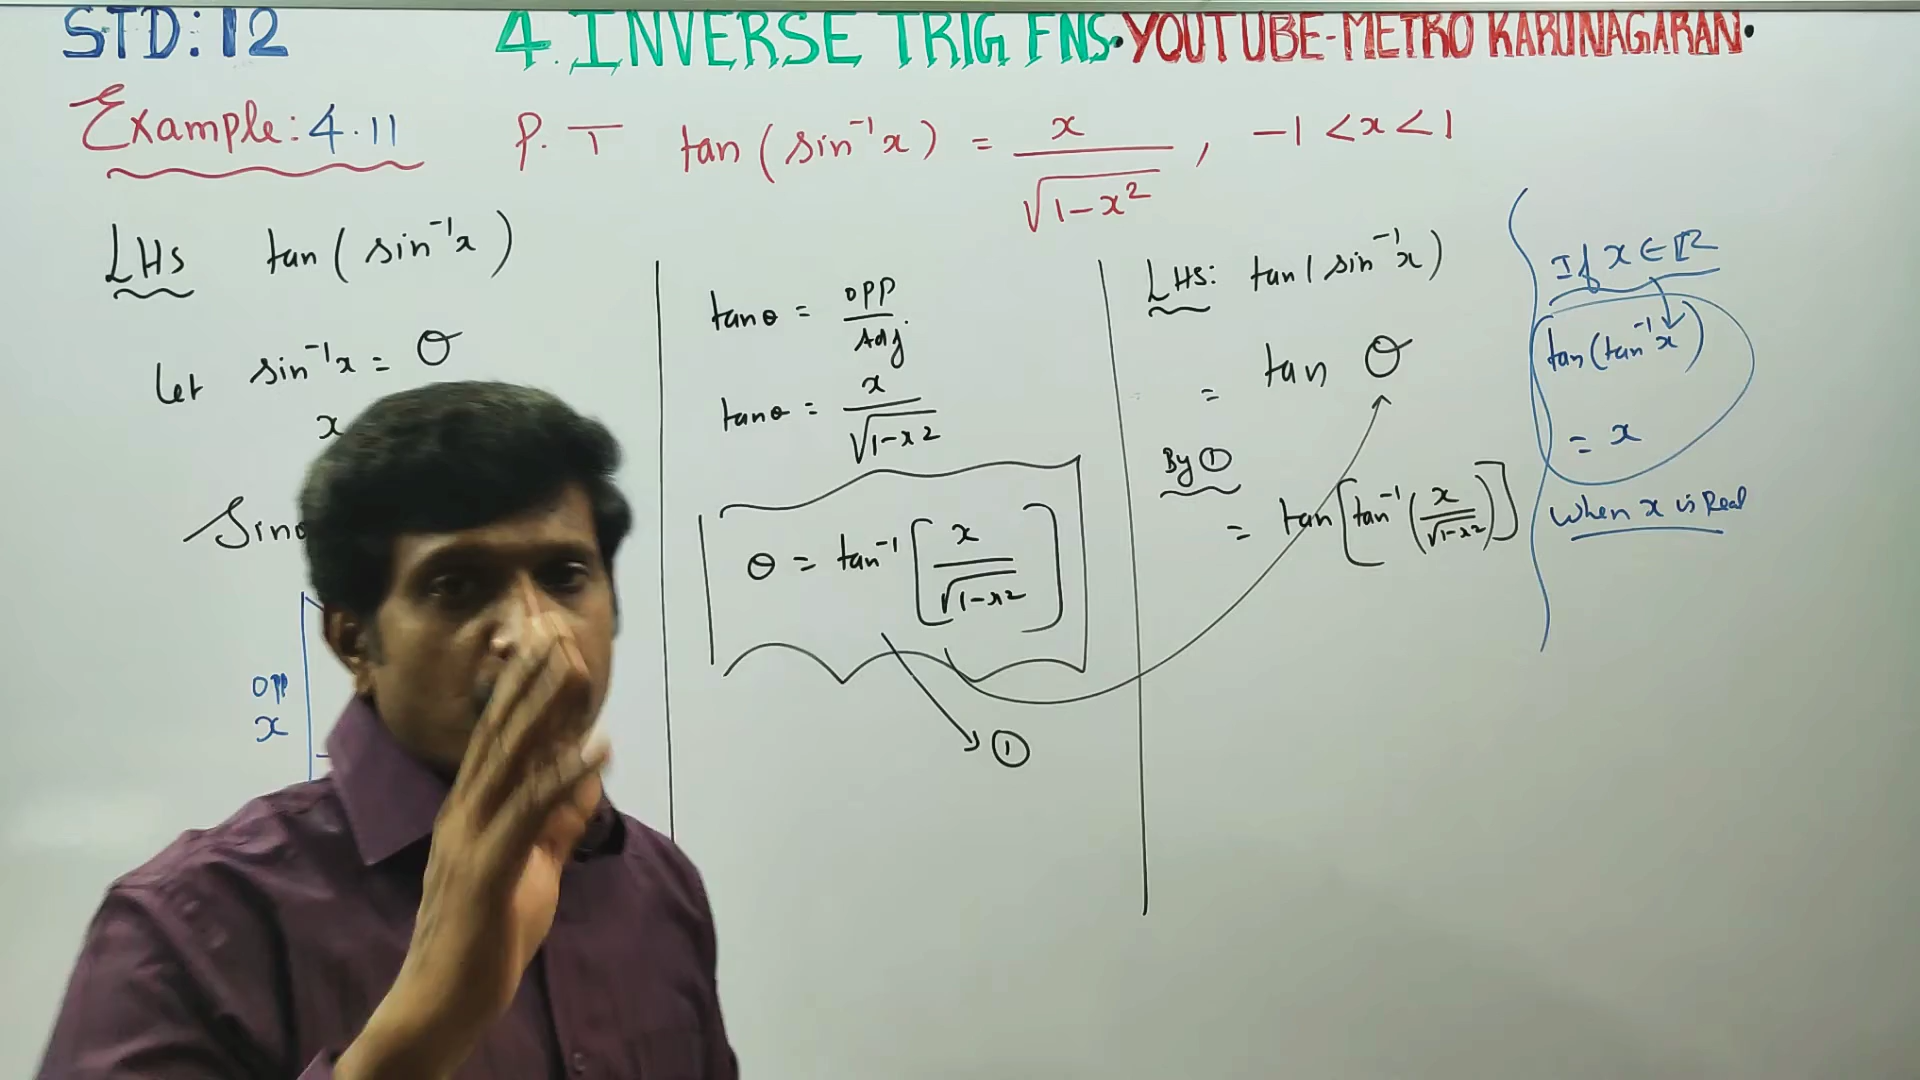 STD: 12 4. INVERSE TRIG FNS. YOUTUBE-METRO KARUNAGARAN.
Example: 4.11 P.T tan(sin⁻¹x) = x/√(1-x²), -1 < x < 1
LHS tan(sin⁻¹x)
Let sin⁻¹x = θ
x
Sinθ
opp
x
tanθ = opp/Adj.
tanθ = x/√(1-x²)
θ = tan⁻¹[x/√(1-x²)]
①
LHS: tan(sin⁻¹x)
= tan θ
By ①
= tan[tan⁻¹(x/√(1-x²))]
If x ∈ ℝ
tan(tan⁻¹x)
= x
When x is Real